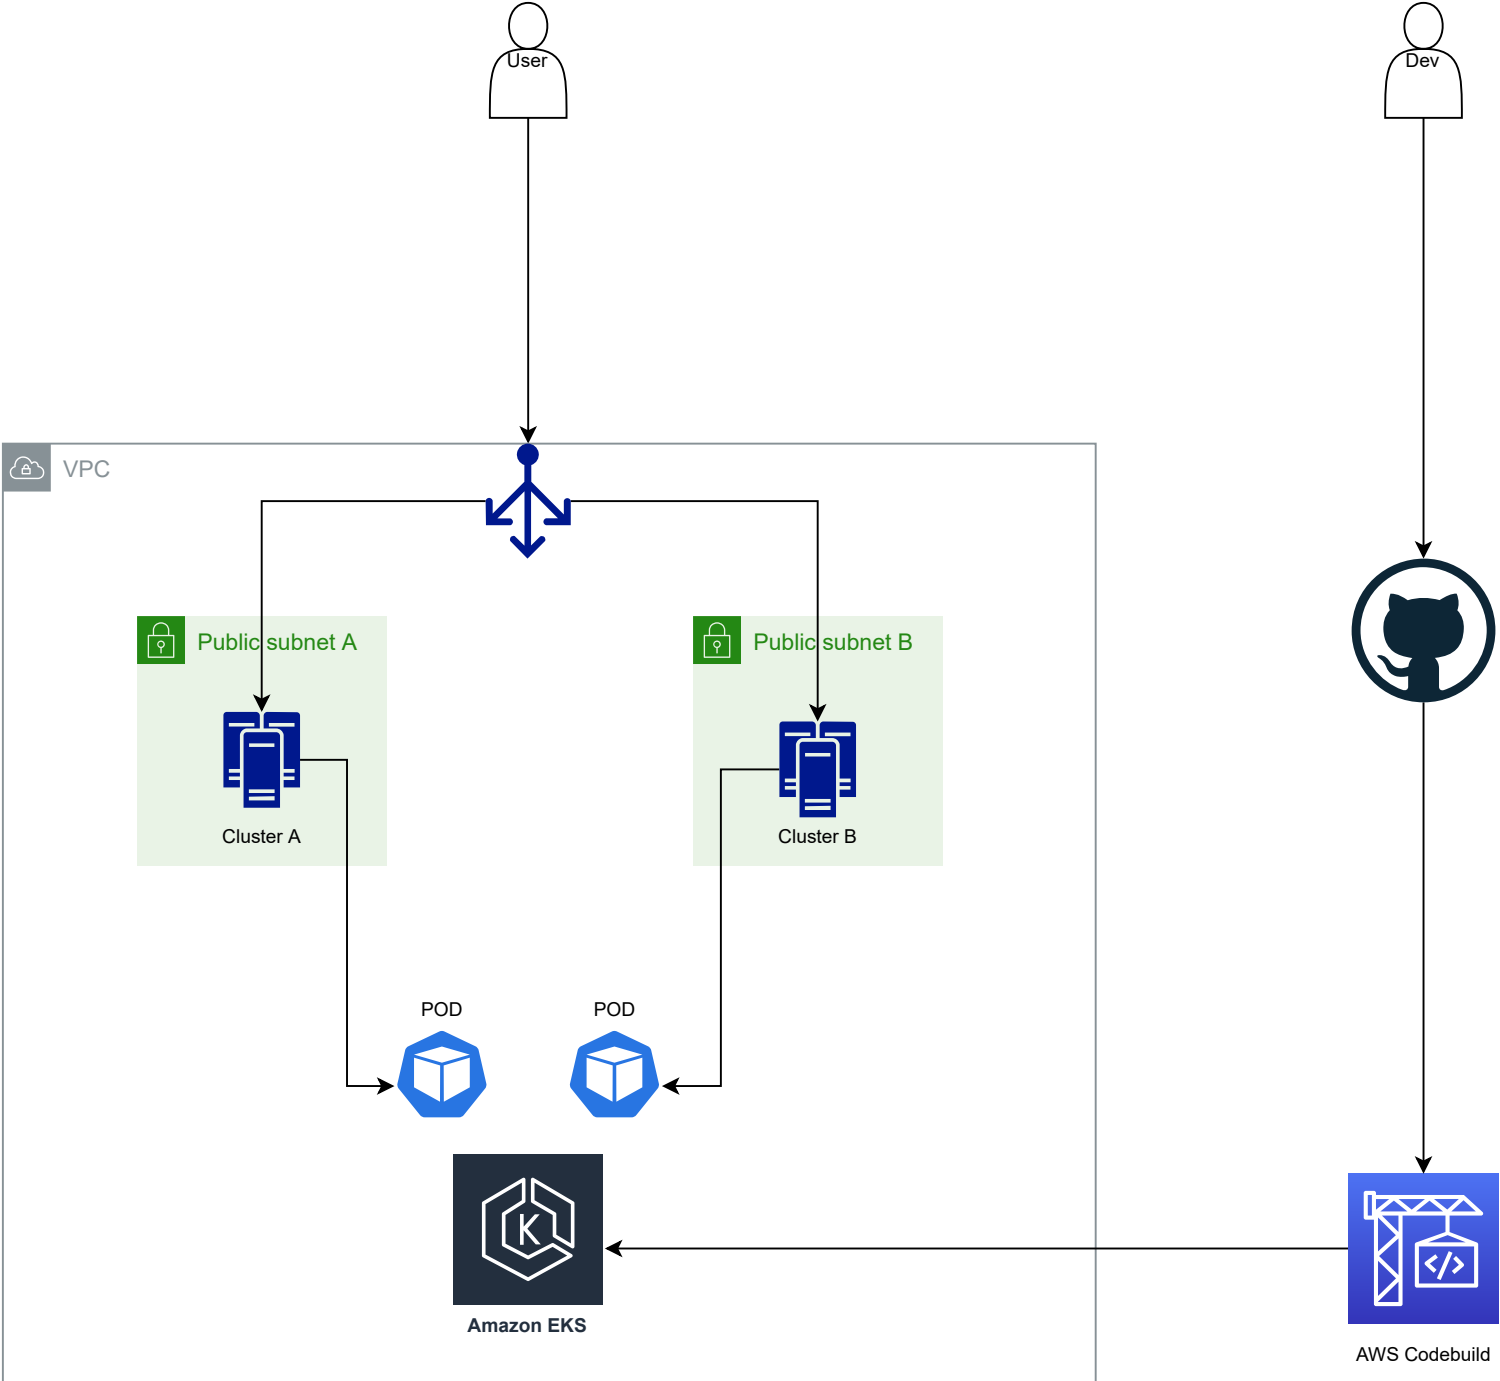 User
Dev
VPC
Public subnet A
Public subnet B
Cluster A
Cluster B
POD
POD
K
</>
Amazon EKS
AWS Codebuild